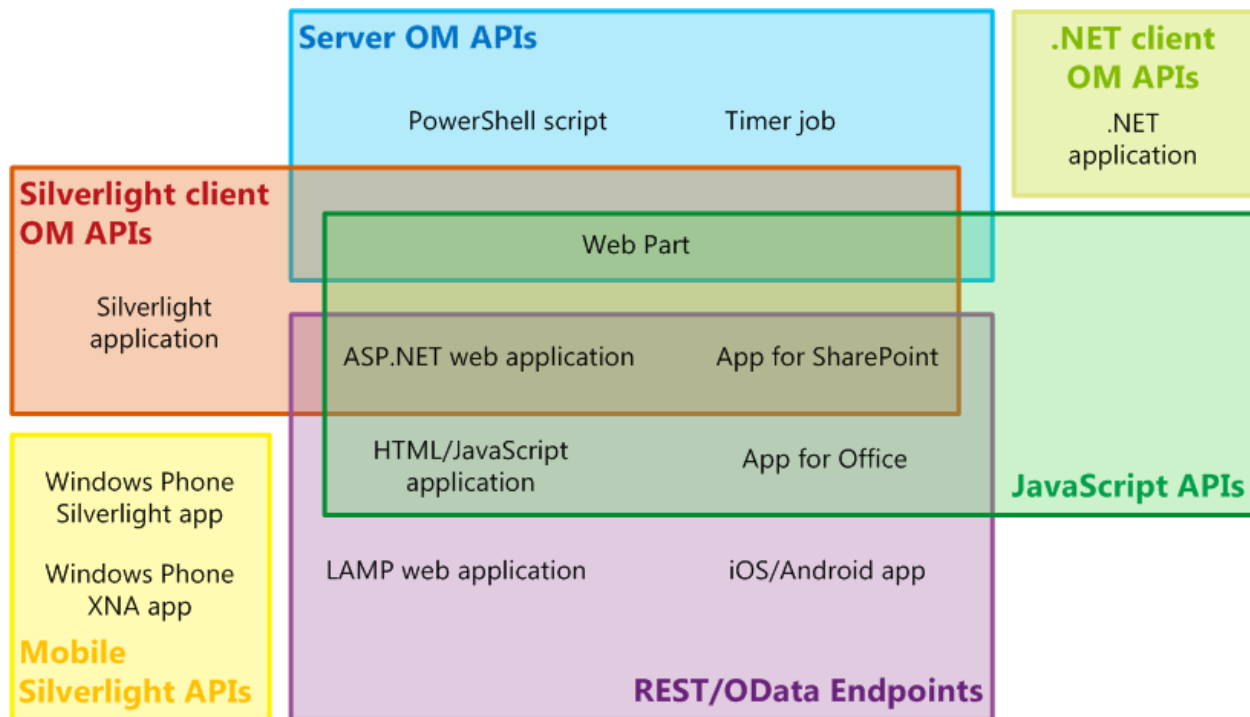 Server OM APIs
.NET client
OM APIs
PowerShell script
Timer job
.NET
application
Silverlight client
OM APIs
Web Part
Silverlight
application
ASP.NET web application
App for SharePoint
HTML/JavaScript
application
App for Office
JavaScript APIs
Windows Phone
Silverlight app
Windows Phone
XNA app
LAMP web application
iOS/Android app
Mobile
Silverlight APIs
REST/OData Endpoints